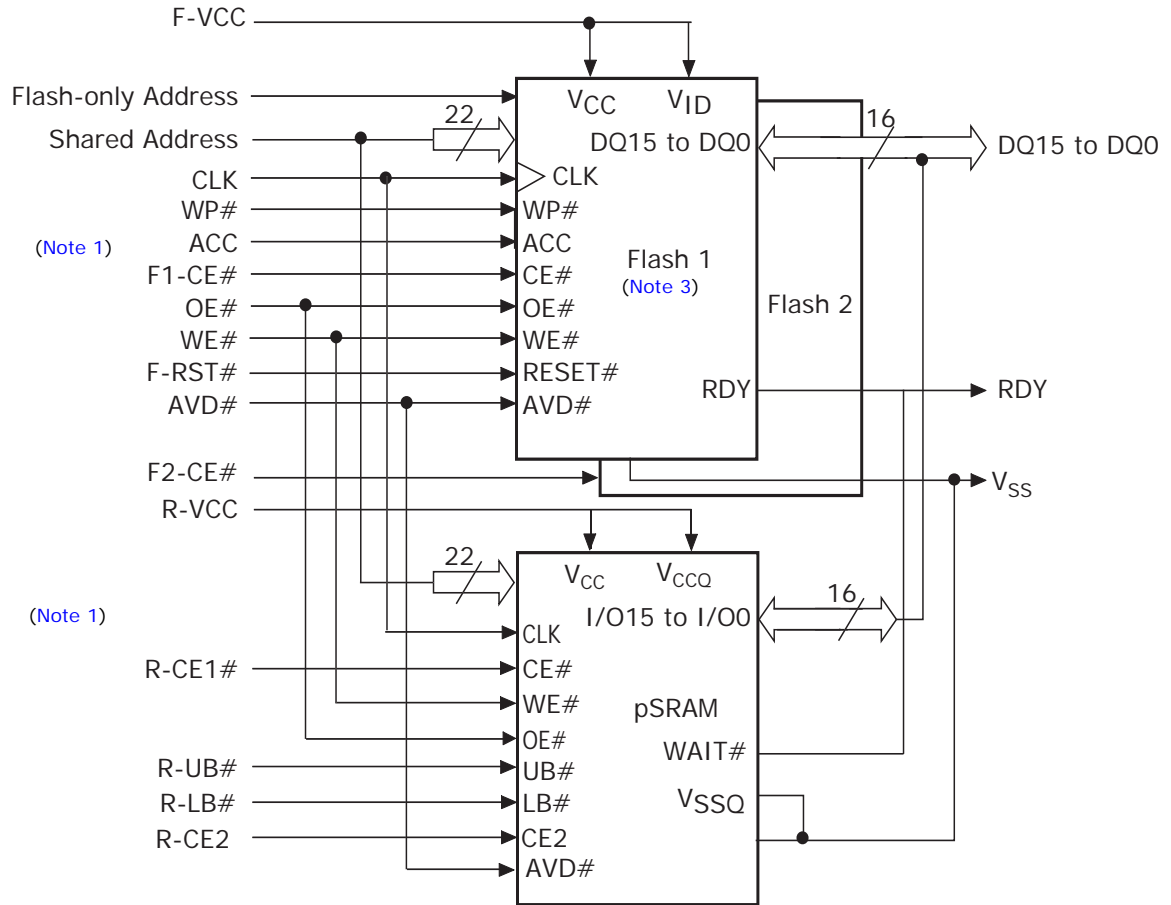 F-VCC
Flash-only Address
Shared Address
CLK
WP#
(Note 1)
ACC
F1-CE#
OE#
WE#
F-RST#
AVD#
F2-CE#
R-VCC
22
VCC
VID
DQ15 to DQ0
16
DQ15 to DQ0
CLK
WP#
ACC
CE#
OE#
WE#
RESET#
AVD#
Flash 1
(Note 3)
Flash 2
RDY
RDY
VSS
(Note 1)
R-CE1#
R-UB#
R-LB#
R-CE2
22
VCC
VCCQ
I/O15 to I/O0
16
CLK
CE#
WE#
OE#
UB#
LB#
CE2
AVD#
pSRAM
WAIT#
VSSQ